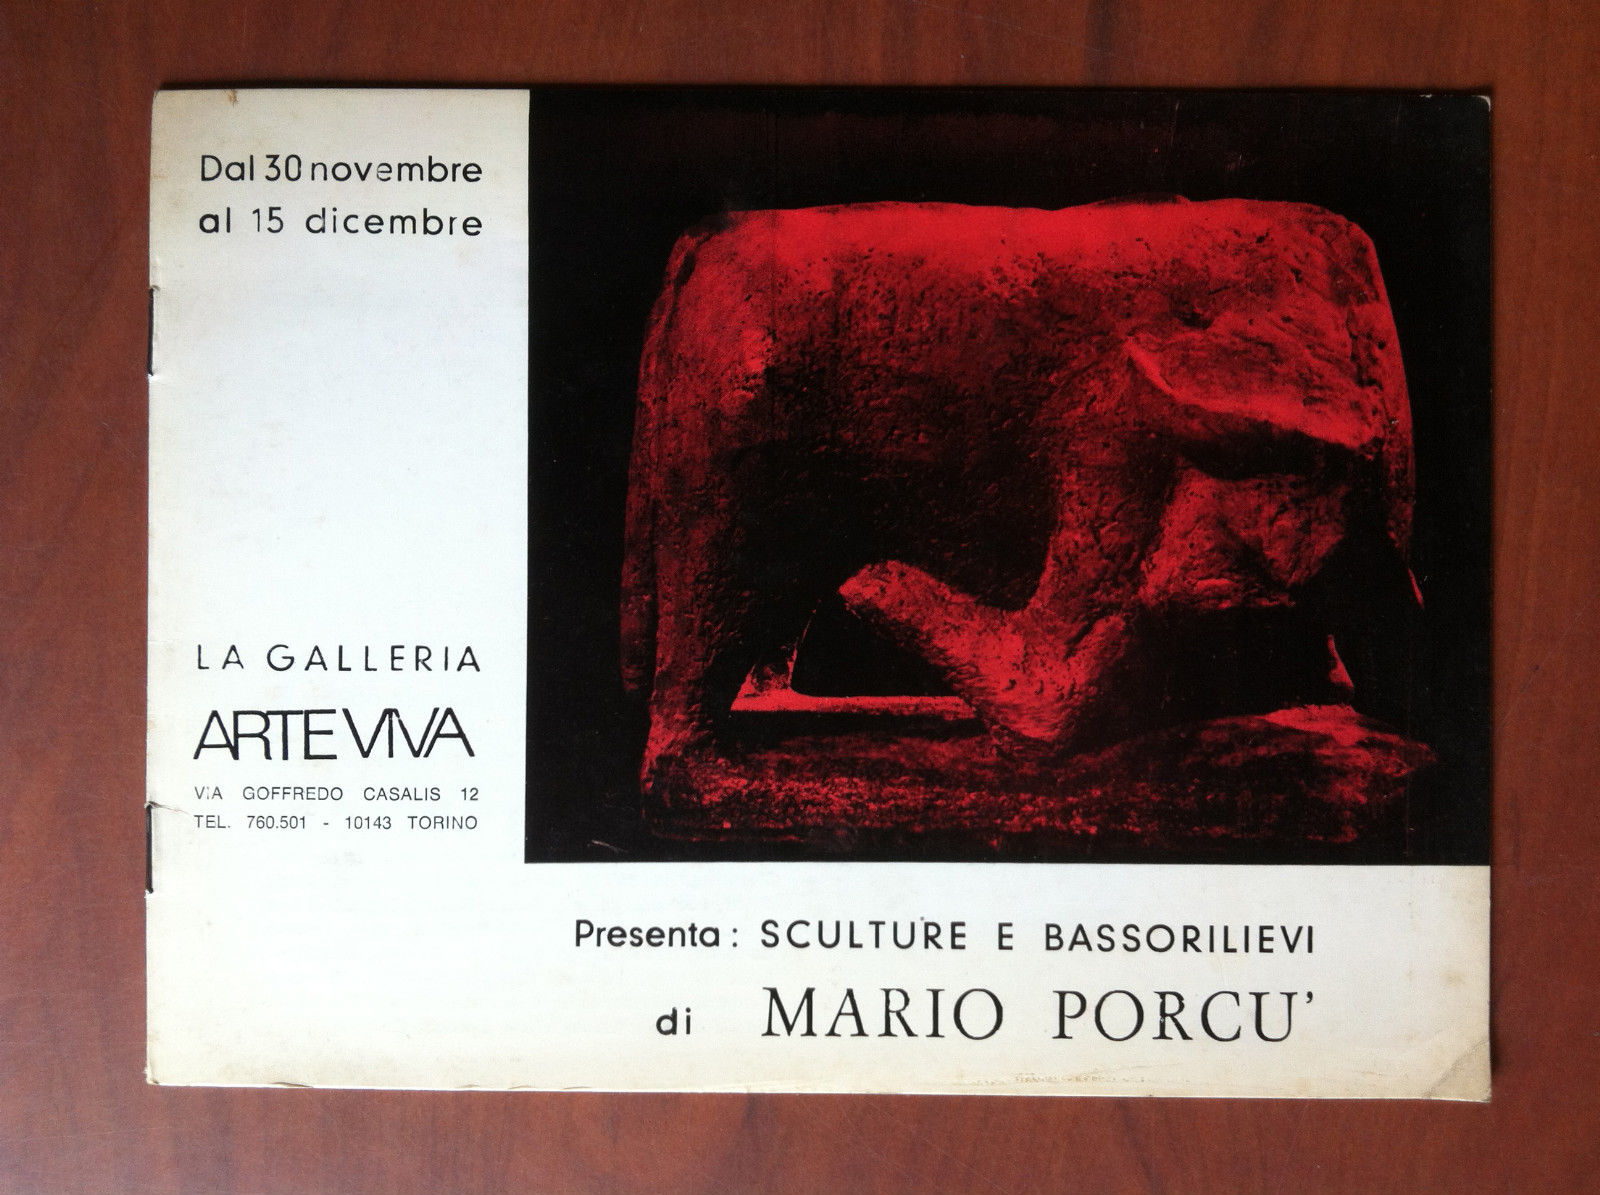 Dal 30 novembre
al 15 dicembre
LA GALLERIA
ARTE VIVA
VIA GOFFREDO CASALIS 12
TEL. 760.501 - 10143 TORINO
Presenta: SCULTURE E BASSORILIEVI
di MARIO PORCU'